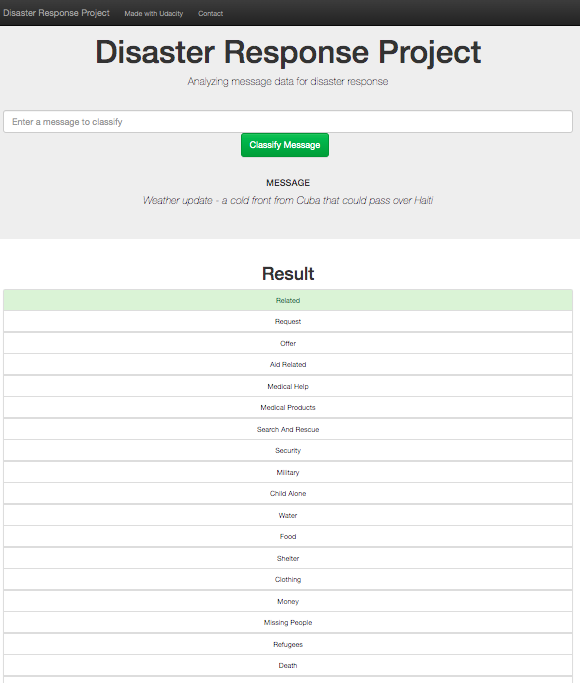 Disaster Response Project Made with Udacity Contact
Disaster Response Project
Analyzing message data for disaster response
Enter a message to classify
Classify Message
MESSAGE
Weather update - a cold front from Cuba that could pass over Haiti
Result
Related
Request
Offer
Aid Related
Medical Help
Medical Products
Search And Rescue
Security
Military
Child Alone
Water
Food
Shelter
Clothing
Money
Missing People
Refugees
Death